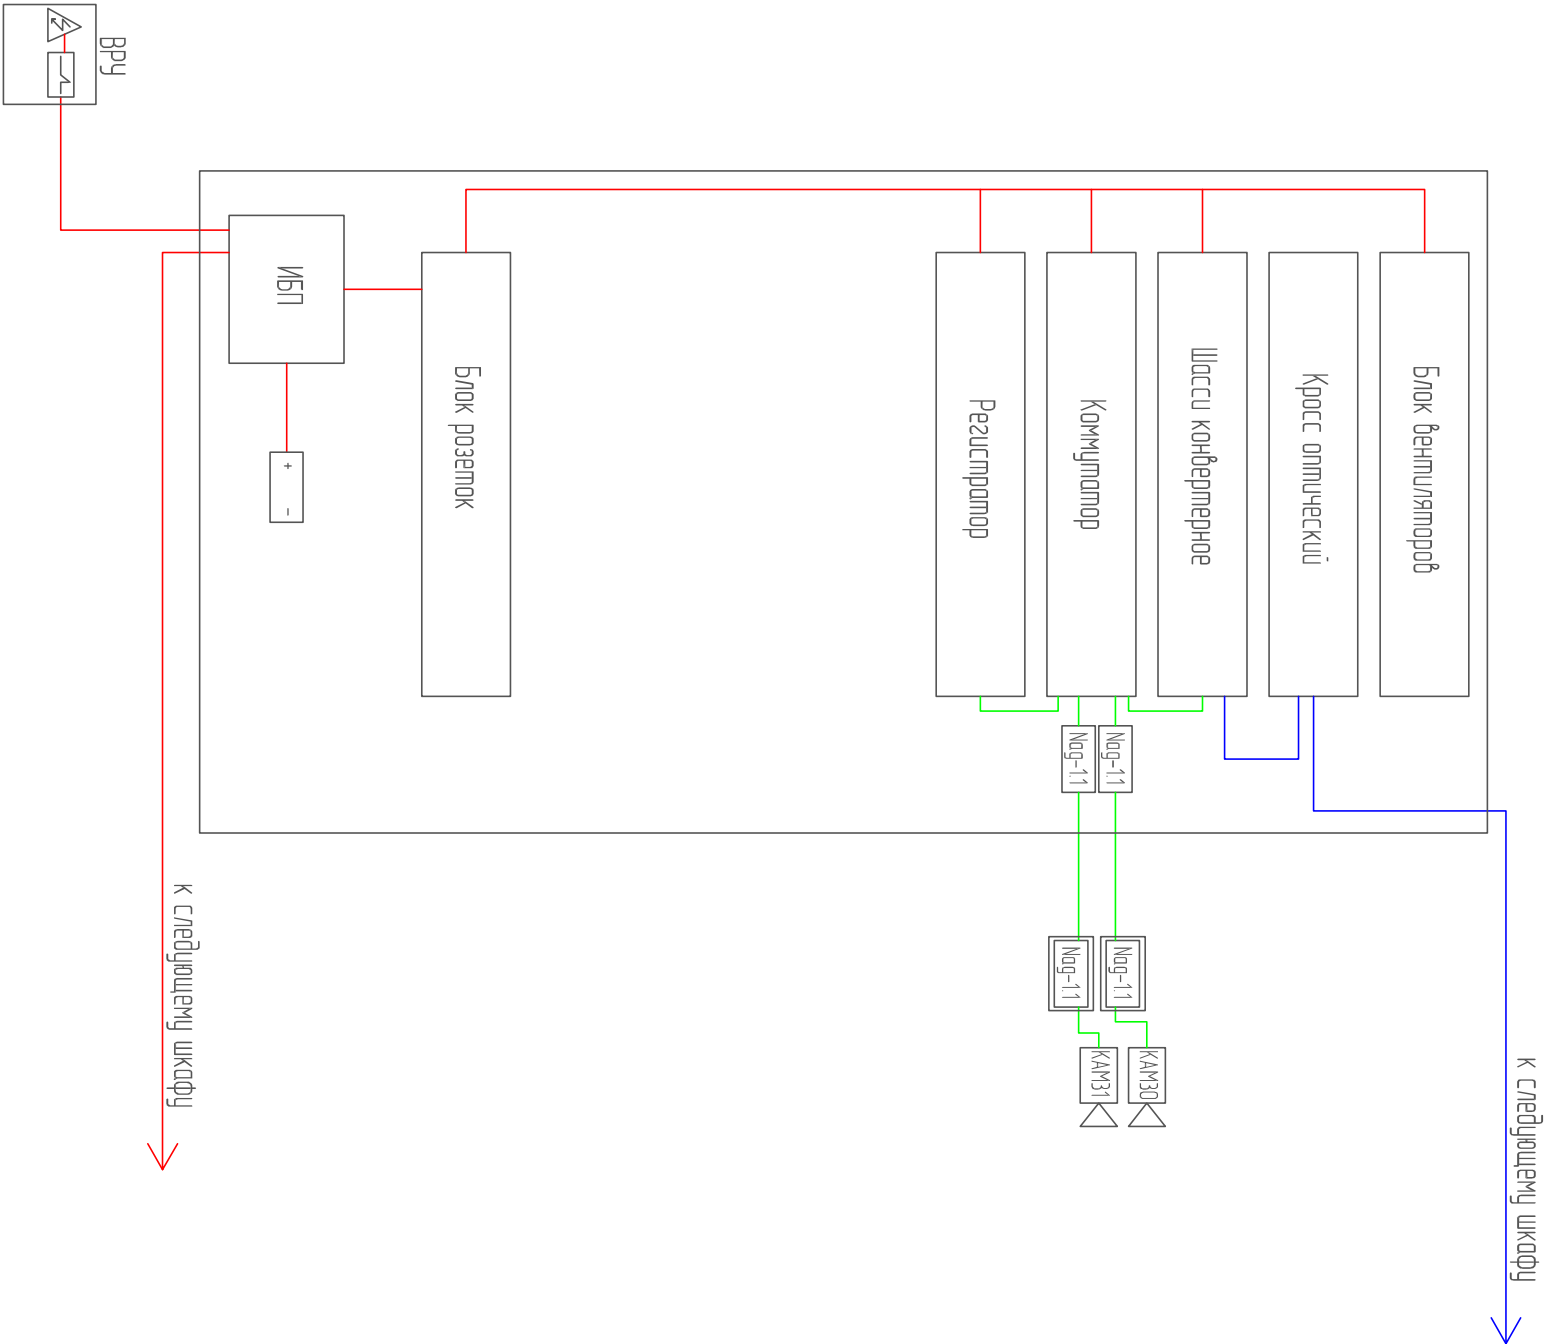 Блок вентиляторов
Кросс оптический
Шасси конвертерное
Коммутатор
Регистратор
Nag-1.1
Nag-1.1
Nag-1.1
Nag-1.1
КАМ30
КАМ31
к следующему шкафу
Блок розеток
ИБП
+ -
ВРУ
к следующему шкафу